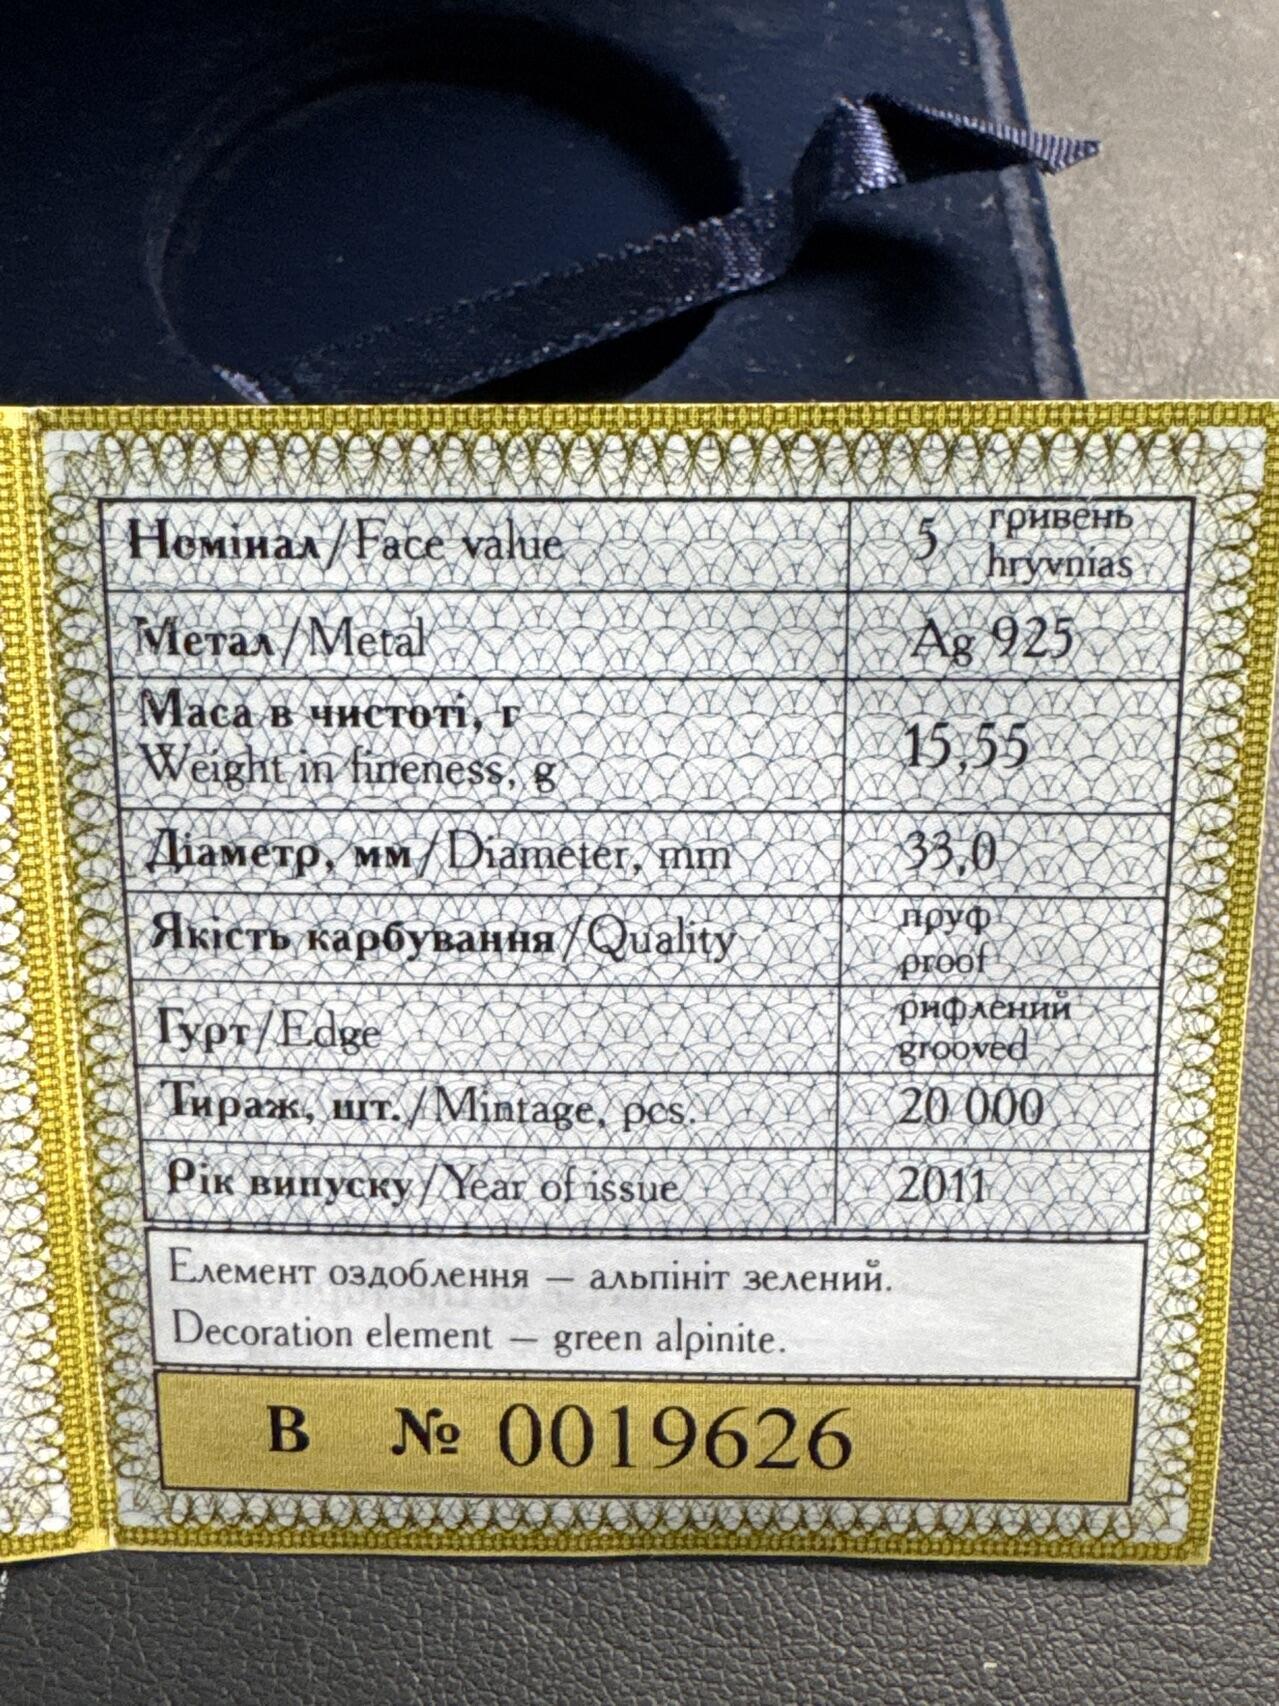 Номінал/Face value
5 гривень
hryvnias
Метал/Metal
Ag 925
Маса в чистоті, г
Weight in fineness, g
15,55
Діаметр, мм/Diameter, mm
33,0
Якість карбування/Quality
пруф
proof
Гурт/Edge
рифлений
grooved
Тираж, шт./Mintage, pcs.
20 000
Рік випуску/Year of issue
2011
Елемент оздоблення — альпініт зелений.
Decoration element — green alpinite.
В № 0019626